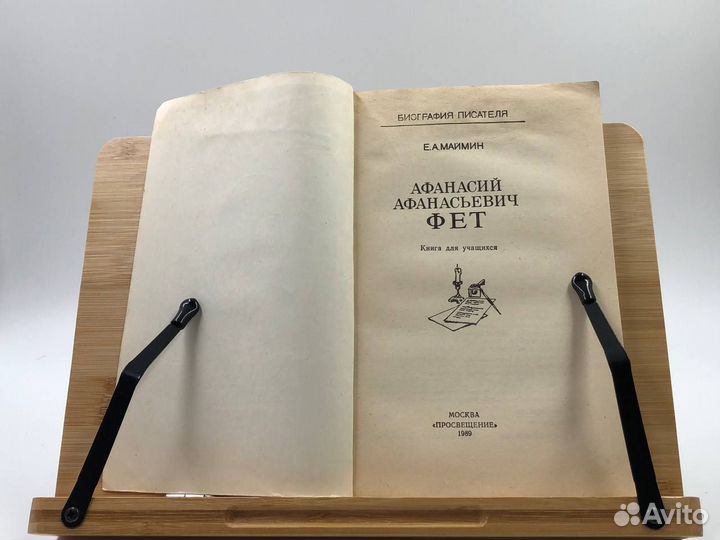 БИОГРАФИЯ ПИСАТЕЛЯ
Е.А.МАЙМИН
АФАНАСИЙ
АФАНАСЬЕВИЧ
ФЕТ
Книга для учащихся
МОСКВА
«ПРОСВЕЩЕНИЕ»
1989
Avito